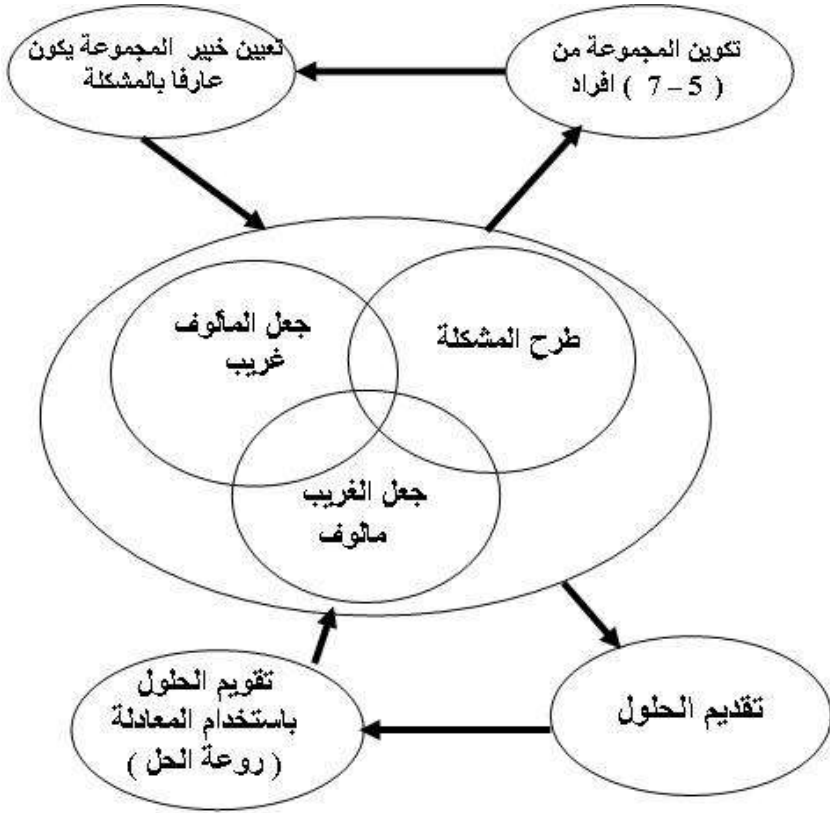 تكوين المجموعة من
( 5 – 7 ) افراد
تعيين خبير المجموعة يكون
عارفا بالمشكلة
طرح المشكلة
جعل المألوف
غريب
جعل الغريب
مالوف
تقديم الحلول
تقويم الحلول
باستخدام المعادلة
( روعة الحل )